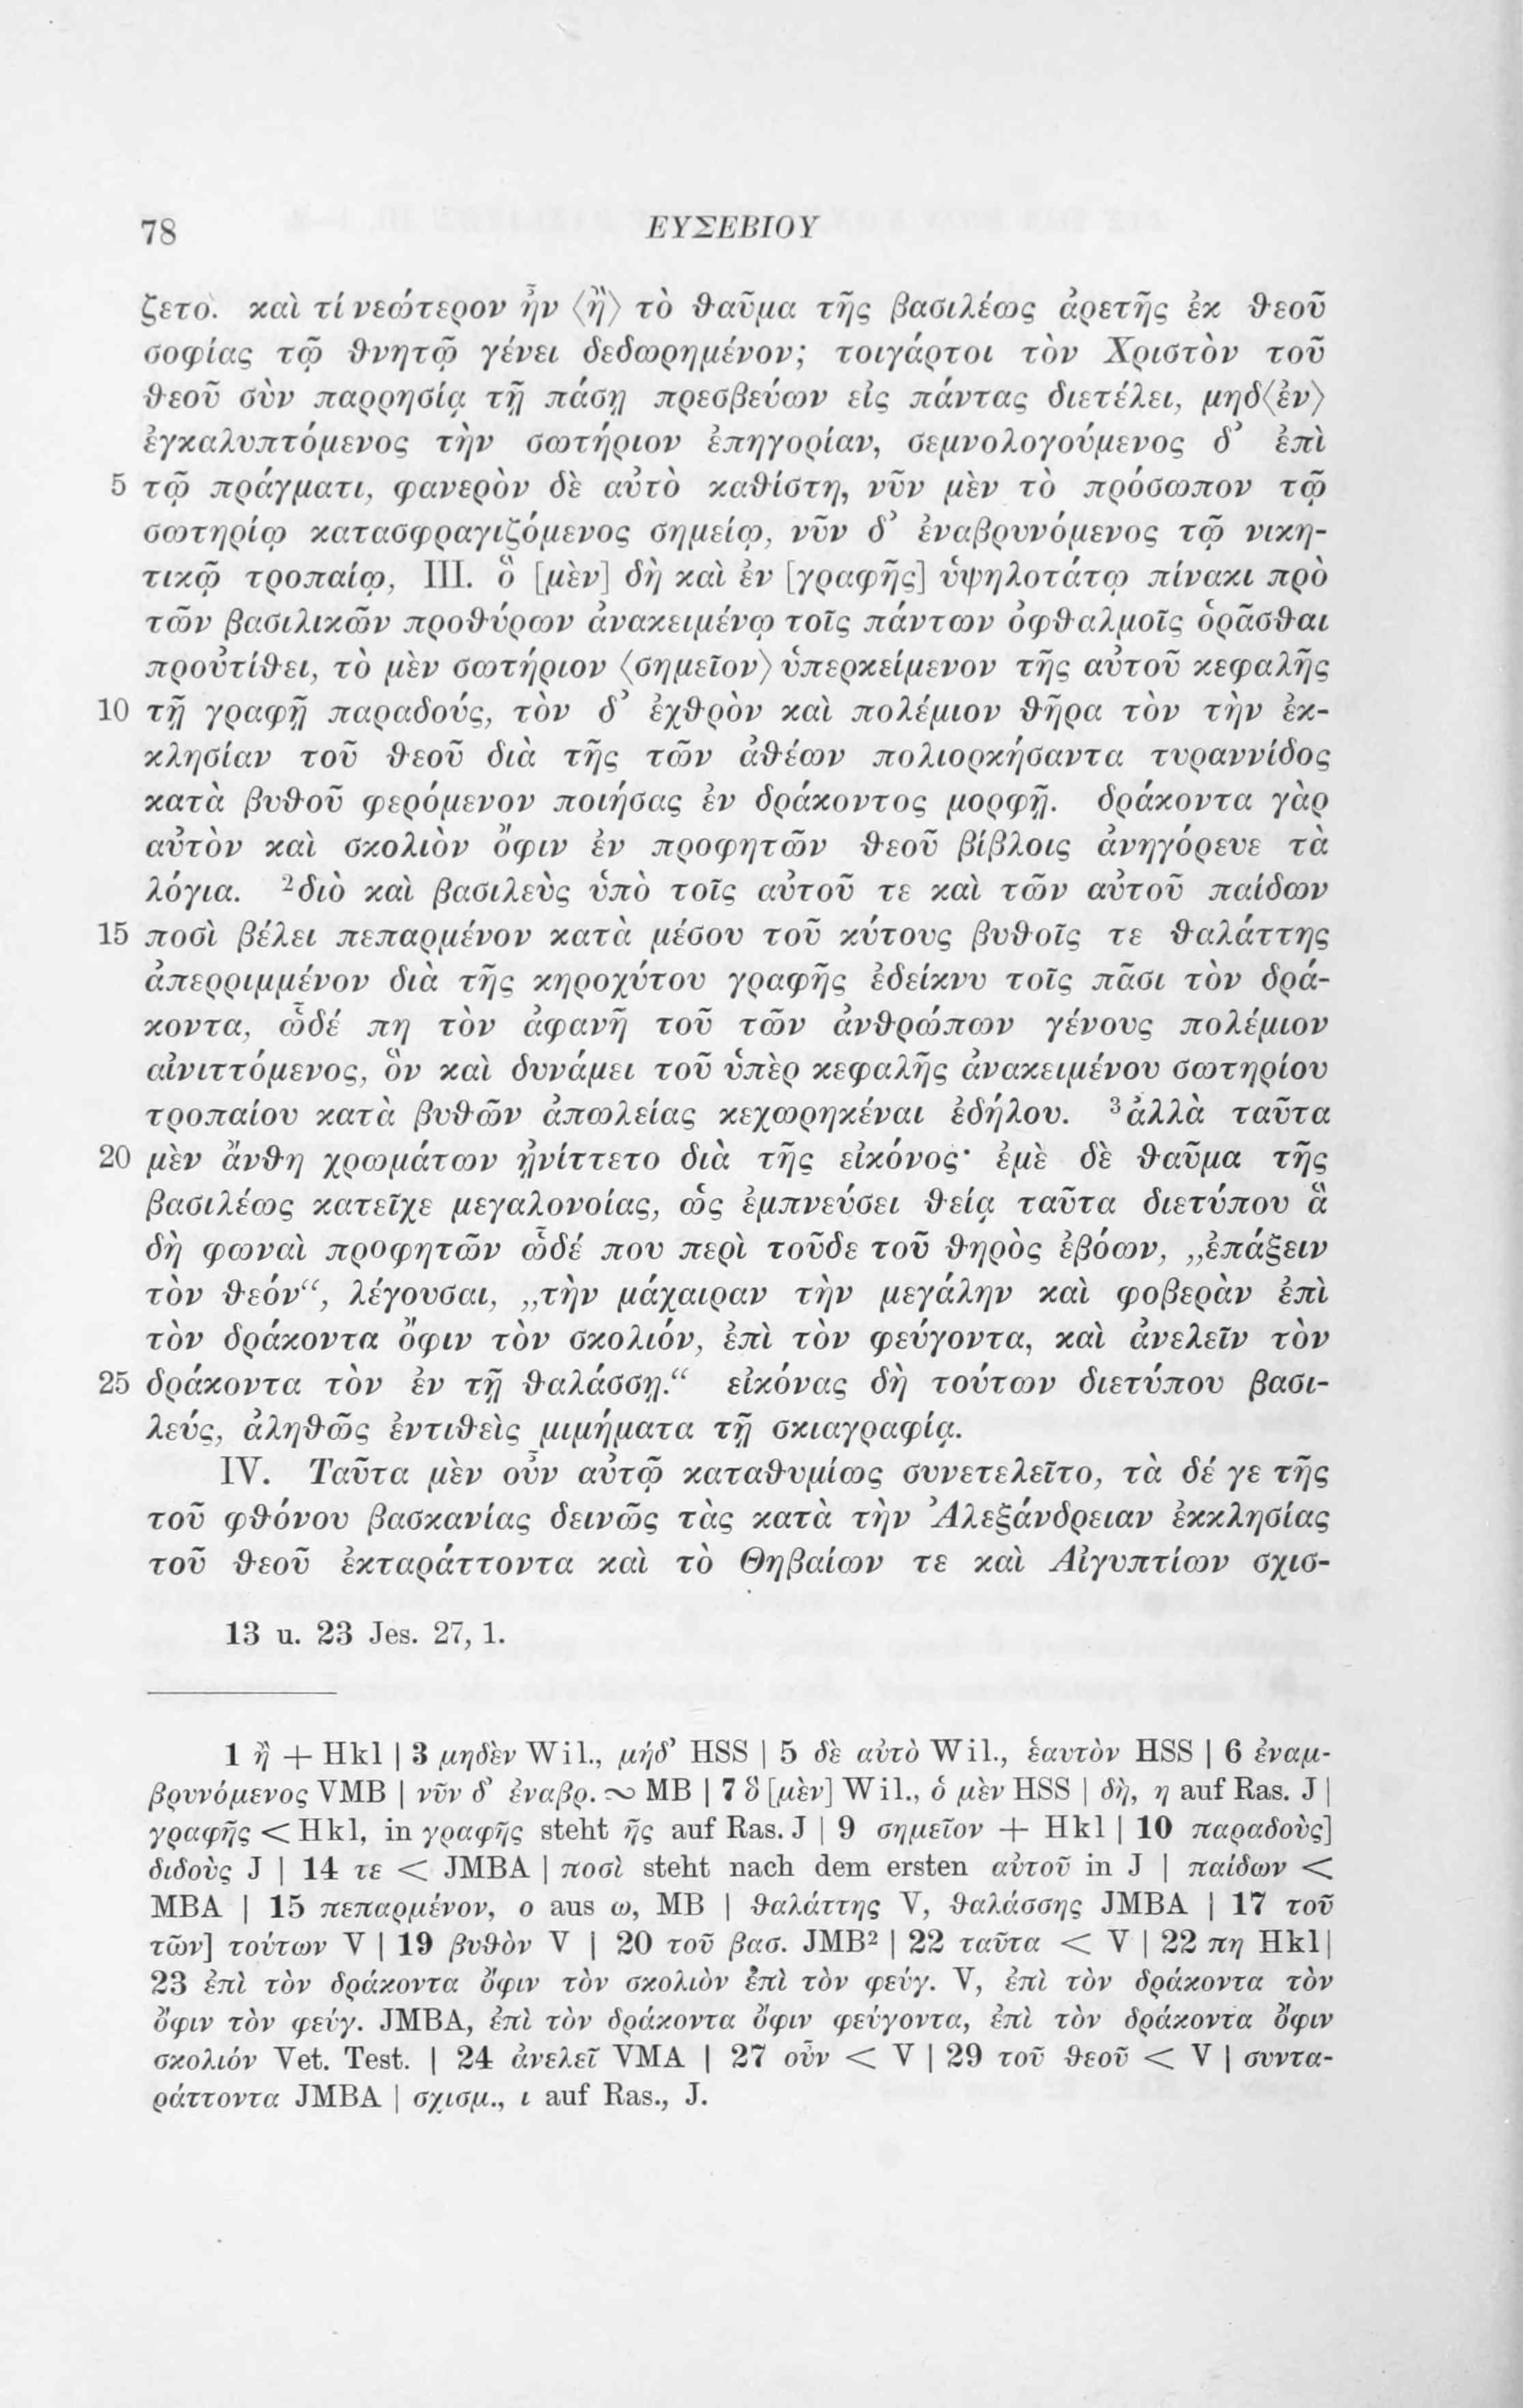 78 ΕΥΣΕΒΙΟΥ
ζετο. καὶ τί νεώτερον ἦν ⟨ἢ⟩ τὸ θαῦμα τῆς βασιλέως ἀρετῆς ἐκ θεοῦ
σοφίας τῷ θνητῷ γένει δεδωρημένον; τοιγάρτοι τὸν Χριστὸν τοῦ
θεοῦ σὺν παρρησίᾳ τῇ πάσῃ πρεσβεύων εἰς πάντας διετέλει, μηδ⟨ὲν⟩
ἐγκαλυπτόμενος τὴν σωτήριον ἐπηγορίαν, σεμνολογούμενος δ’ ἐπὶ
5 τῷ πράγματι, φανερὸν δὲ αὐτὸ καθίστη, νῦν μὲν τὸ πρόσωπον τῷ
σωτηρίῳ κατασφραγιζόμενος σημείῳ, νῦν δ’ ἐναβρυνόμενος τῷ νικη-
τικῷ τροπαίῳ, III. ὃ [μὲν] δὴ καὶ ἐν [γραφῆς] ὑψηλοτάτῳ πίνακι πρὸ
τῶν βασιλικῶν προθύρων ἀνακειμένῳ τοῖς πάντων ὀφθαλμοῖς ὁρᾶσθαι
προὐτίθει, τὸ μὲν σωτήριον ⟨σημεῖον⟩ ὑπερκείμενον τῆς αὐτοῦ κεφαλῆς
10 τῇ γραφῇ παραδούς, τὸν δ’ ἐχθρὸν καὶ πολέμιον θῆρα τὸν τὴν ἐκ-
κλησίαν τοῦ θεοῦ διὰ τῆς τῶν ἀθέων πολιορκήσαντα τυραννίδος
κατὰ βυθοῦ φερόμενον ποιήσας ἐν δράκοντος μορφῇ. δράκοντα γὰρ
αὐτὸν καὶ σκολιὸν ὄφιν ἐν προφητῶν θεοῦ βίβλοις ἀνηγόρευε τὰ
λόγια. ²διὸ καὶ βασιλεὺς ὑπὸ τοῖς αὐτοῦ τε καὶ τῶν αὐτοῦ παίδων
15 ποσὶ βέλει πεπαρμένον κατὰ μέσου τοῦ κύτους βυθοῖς τε θαλάττης
ἀπερριμμένον διὰ τῆς κηροχύτου γραφῆς ἐδείκνυ τοῖς πᾶσι τὸν δρά-
κοντα, ὧδέ πη τὸν ἀφανῆ τοῦ τῶν ἀνθρώπων γένους πολέμιον
αἰνιττόμενος, ὃν καὶ δυνάμει τοῦ ὑπὲρ κεφαλῆς ἀνακειμένου σωτηρίου
τροπαίου κατὰ βυθῶν ἀπωλείας κεχωρηκέναι ἐδήλου. ³ἀλλὰ ταῦτα
20 μὲν ἄνθη χρωμάτων ᾐνίττετο διὰ τῆς εἰκόνος· ἐμὲ δὲ θαῦμα τῆς
βασιλέως κατεῖχε μεγαλονοίας, ὡς ἐμπνεύσει θείᾳ ταῦτα διετύπου ἃ
δὴ φωναὶ προφητῶν ὧδέ που περὶ τοῦδε τοῦ θηρὸς ἐβόων, „ἐπάξειν
τὸν θεόν“, λέγουσαι, „τὴν μάχαιραν τὴν μεγάλην καὶ φοβερὰν ἐπὶ
τὸν δράκοντα ὄφιν τὸν σκολιόν, ἐπὶ τὸν φεύγοντα, καὶ ἀνελεῖν τὸν
25 δράκοντα τὸν ἐν τῇ θαλάσσῃ.“ εἰκόνας δὴ τούτων διετύπου βασι-
λεύς, ἀληθῶς ἐντιθεὶς μιμήματα τῇ σκιαγραφίᾳ.
IV. Ταῦτα μὲν οὖν αὐτῷ καταθυμίως συνετελεῖτο, τὰ δέ γε τῆς
τοῦ φθόνου βασκανίας δεινῶς τὰς κατὰ τὴν Ἀλεξάνδρειαν ἐκκλησίας
τοῦ θεοῦ ἐκταράττοντα καὶ τὸ Θηβαίων τε καὶ Αἰγυπτίων σχισ-
13 u. 23 Jes. 27, 1.
1 ἢ + Hkl | 3 μηδὲν Wil., μήδ’ HSS | 5 δὲ αὐτὸ Wil., ἑαυτὸν HSS | 6 ἐναμ-
βρυνόμενος VMB | νῦν δ’ ἐναβρ. ∾ MB | 7 ὃ [μὲν] Wil., ὁ μὲν HSS | δὴ, η auf Ras. J |
γραφῆς < Hkl, in γραφῆς steht ῆς auf Ras. J | 9 σημεῖον + Hkl | 10 παραδοὺς]
διδοὺς J | 14 τε < JMBA | ποσὶ steht nach dem ersten αὐτοῦ in J | παίδων <
MBA | 15 πεπαρμένον, ο aus ω, MB | θαλάττης V, θαλάσσης JMBA | 17 τοῦ
τῶν] τούτων V | 19 βυθὸν V | 20 τοῦ βασ. JMB² | 22 ταῦτα < V | 22 πη Hkl|
23 ἐπὶ τὸν δράκοντα ὄφιν τὸν σκολιὸν ἐπὶ τὸν φεύγ. V, ἐπὶ τὸν δράκοντα τὸν
ὄφιν τὸν φεύγ. JMBA, ἐπὶ τὸν δράκοντα ὄφιν φεύγοντα, ἐπὶ τὸν δράκοντα ὄφιν
σκολιόν Vet. Test. | 24 ἀνελεῖ VMA | 27 οὖν < V | 29 τοῦ θεοῦ < V | συντα-
ράττοντα JMBA | σχισμ., ι auf Ras., J.